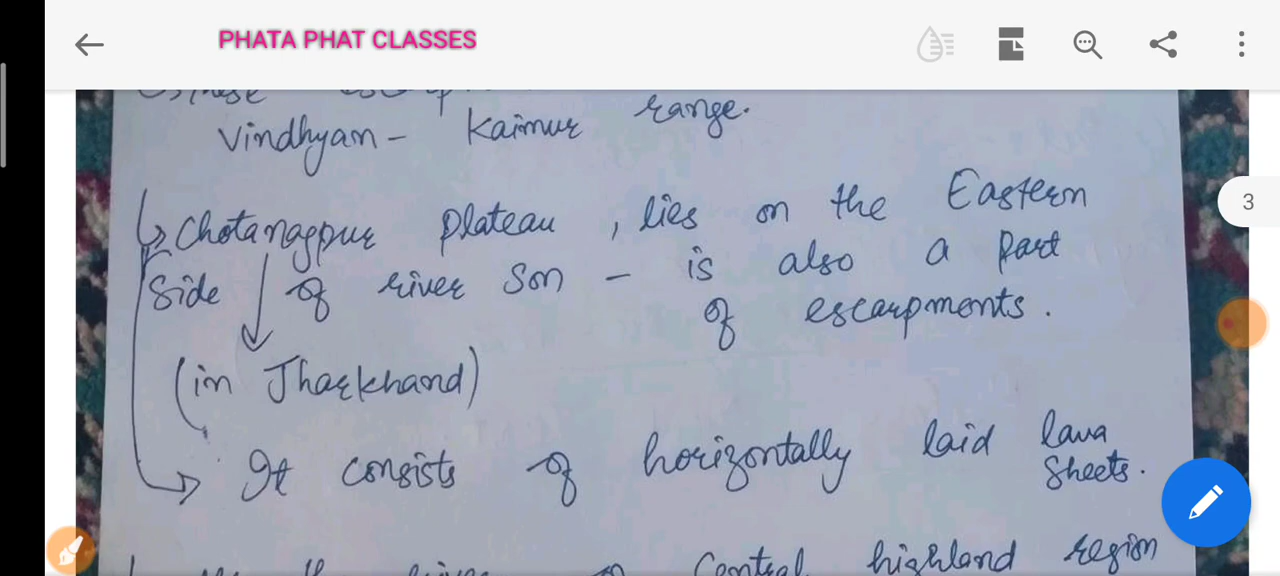 PHATA PHAT CLASSES
range.
Vindhyam - Kaimur
3
Chotanagpur plateau , lies on the Eastern
Side of river Son - is also a part
of escarpments .
(in Jharkhand)
It consists of horizontally laid lava
Sheets .
Central highland region